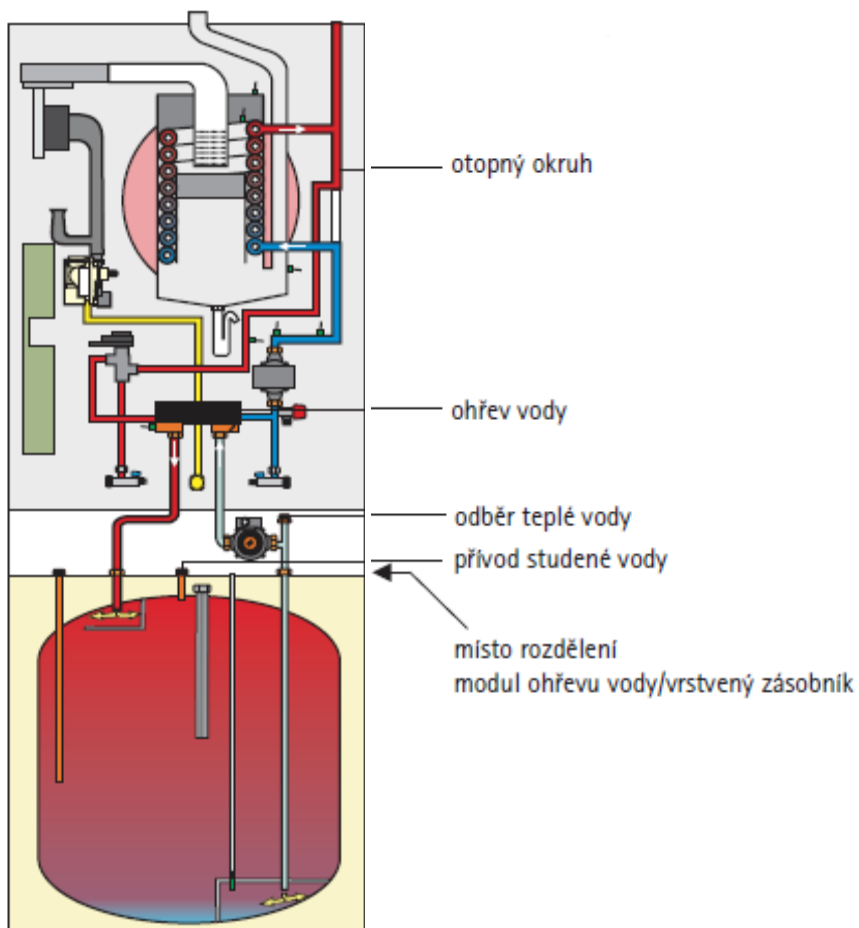 otopný okruh
ohřev vody
odběr teplé vody
přívod studené vody
místo rozdělení
modul ohřevu vody/vrstvený zásobník